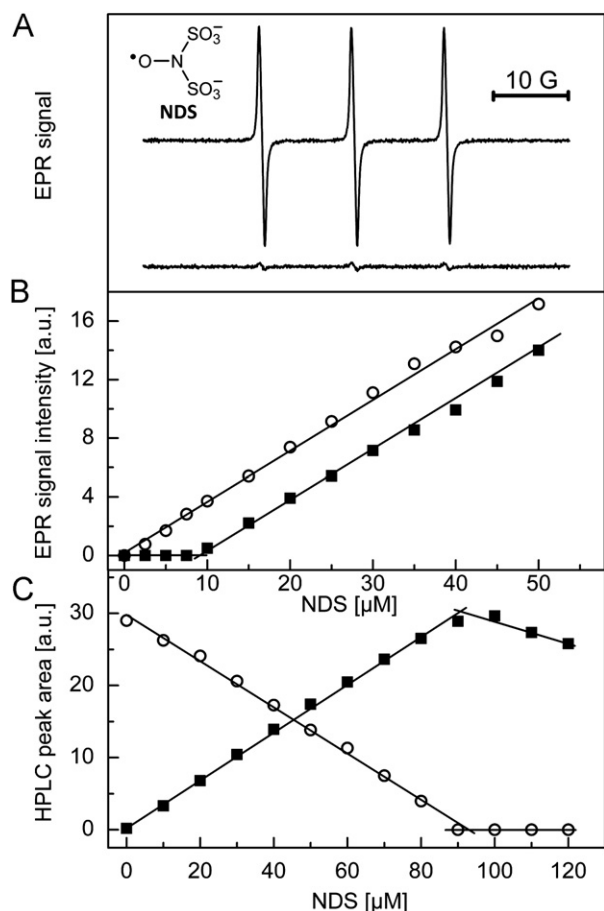 A
SO₃⁻
•O—N
SO₃⁻
NDS
10 G
EPR signal
B
EPR signal intensity [a.u.]
16
12
8
4
0
0 10 20 30 40 50
NDS [µM]
C
HPLC peak area [a.u.]
30
20
10
0
0 20 40 60 80 100 120
NDS [µM]